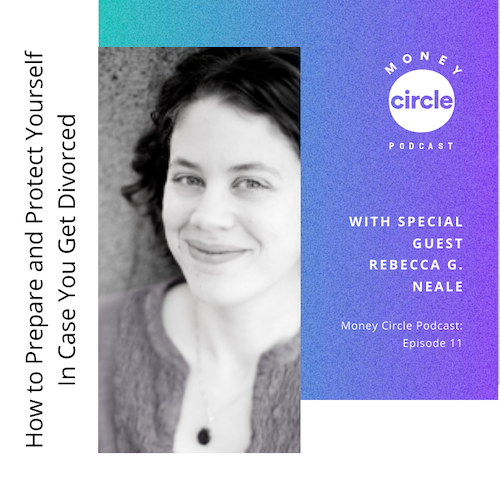 How to Prepare and Protect Yourself
In Case You Get Divorced
MONEY
circle
PODCAST
WITH SPECIAL
GUEST
REBECCA G.
NEALE
Money Circle Podcast:
Episode 11